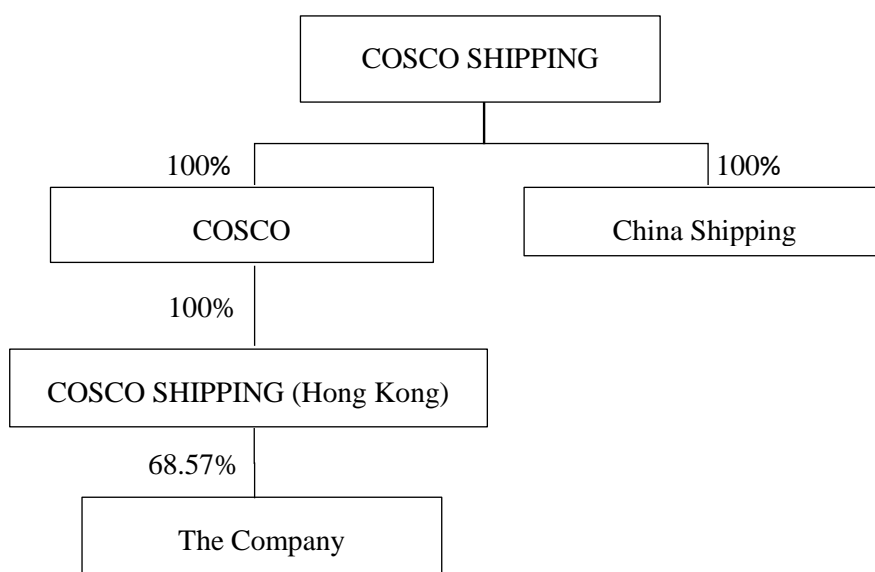 COSCO SHIPPING
100%
100%
COSCO
China Shipping
100%
COSCO SHIPPING (Hong Kong)
68.57%
The Company